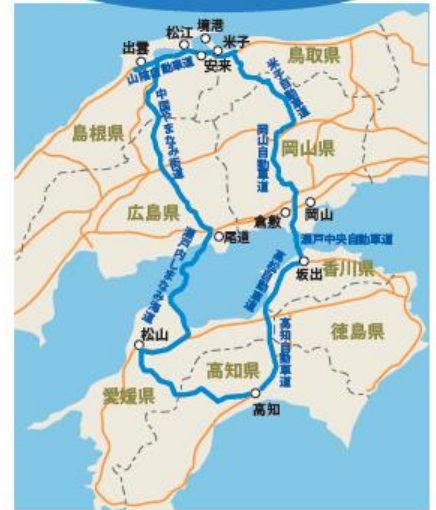 境港
松江
米子
出雲
安来
鳥取県
山陰自動車道
米子自動車道
中国やまなみ街道
島根県
岡山自動車道
岡山県
広島県
倉敷
岡山
尾道
瀬戸内しまなみ海道
瀬戸中央自動車道
坂出
香川県
高松自動車道
松山
高知自動車道
徳島県
高知県
愛媛県
高知